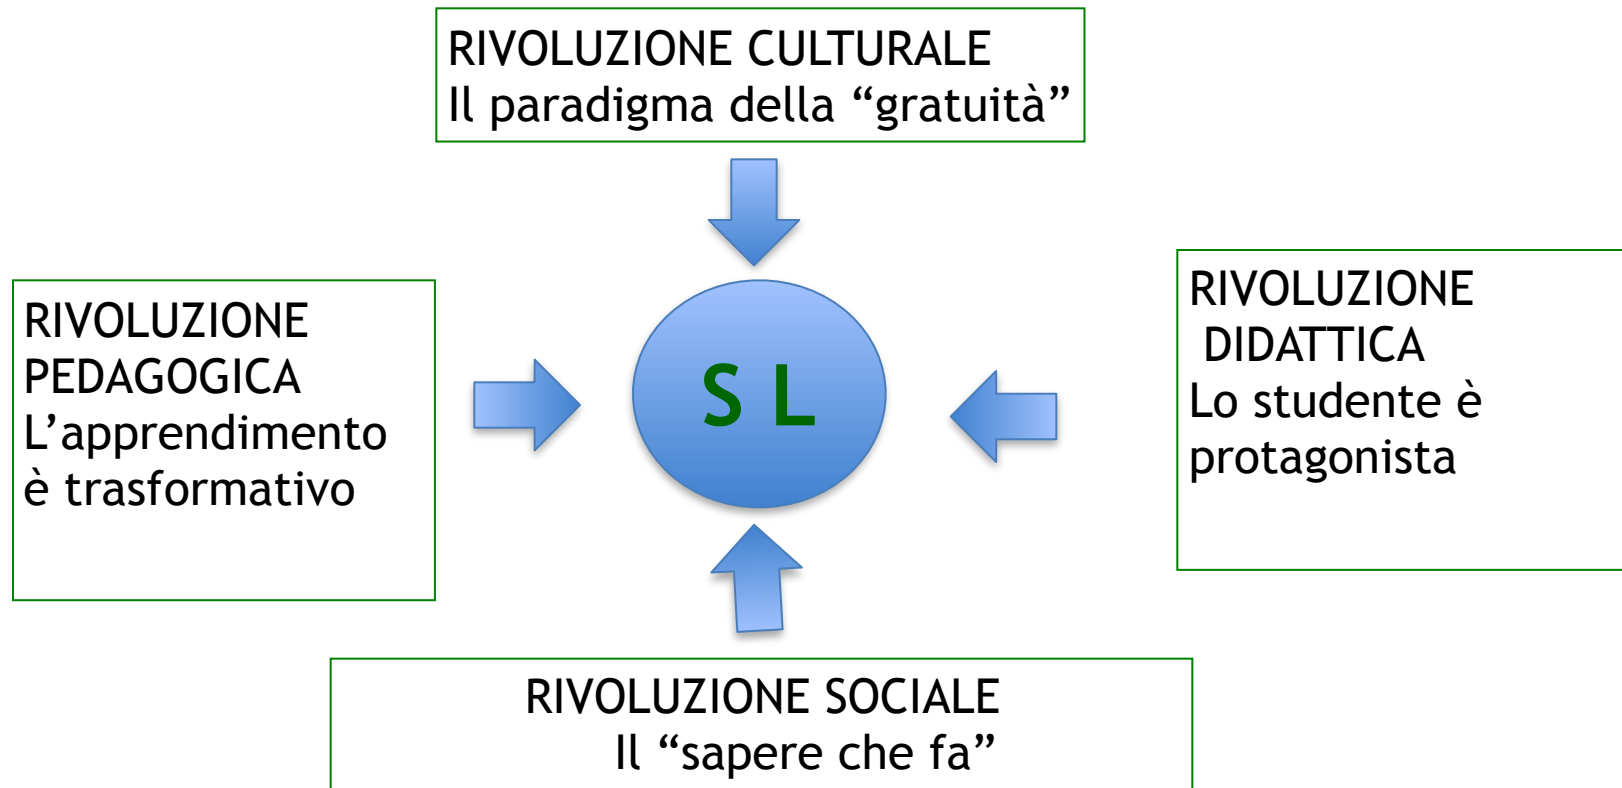 RIVOLUZIONE CULTURALE
Il paradigma della “gratuità”
RIVOLUZIONE
PEDAGOGICA
L’apprendimento
è trasformativo
S L
RIVOLUZIONE
DIDATTICA
Lo studente è
protagonista
RIVOLUZIONE SOCIALE
Il “sapere che fa”